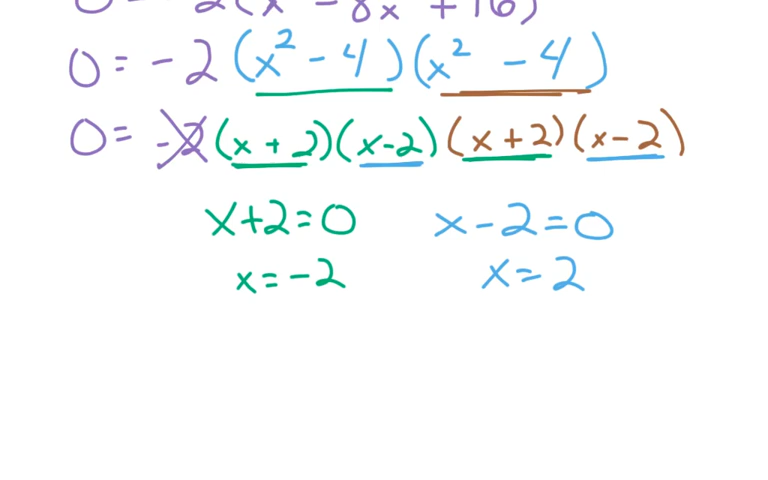 0 = -2(x² - 4)(x² - 4)
0 = -2(x + 2)(x-2)(x + 2)(x-2)
x+2=0 x-2=0
x=-2 x=2